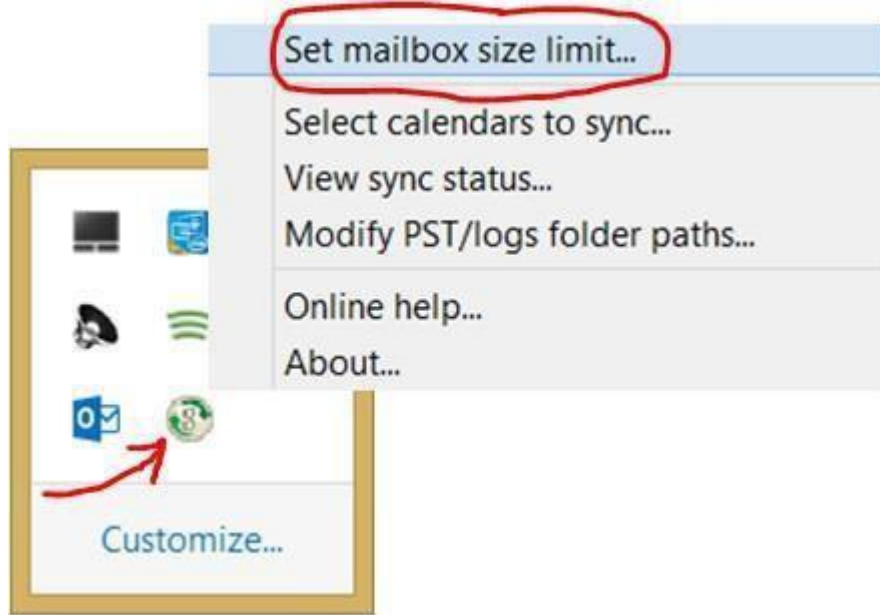 Set mailbox size limit...
Select calendars to sync...
View sync status...
Modify PST/logs folder paths...
Online help...
About...
Customize...